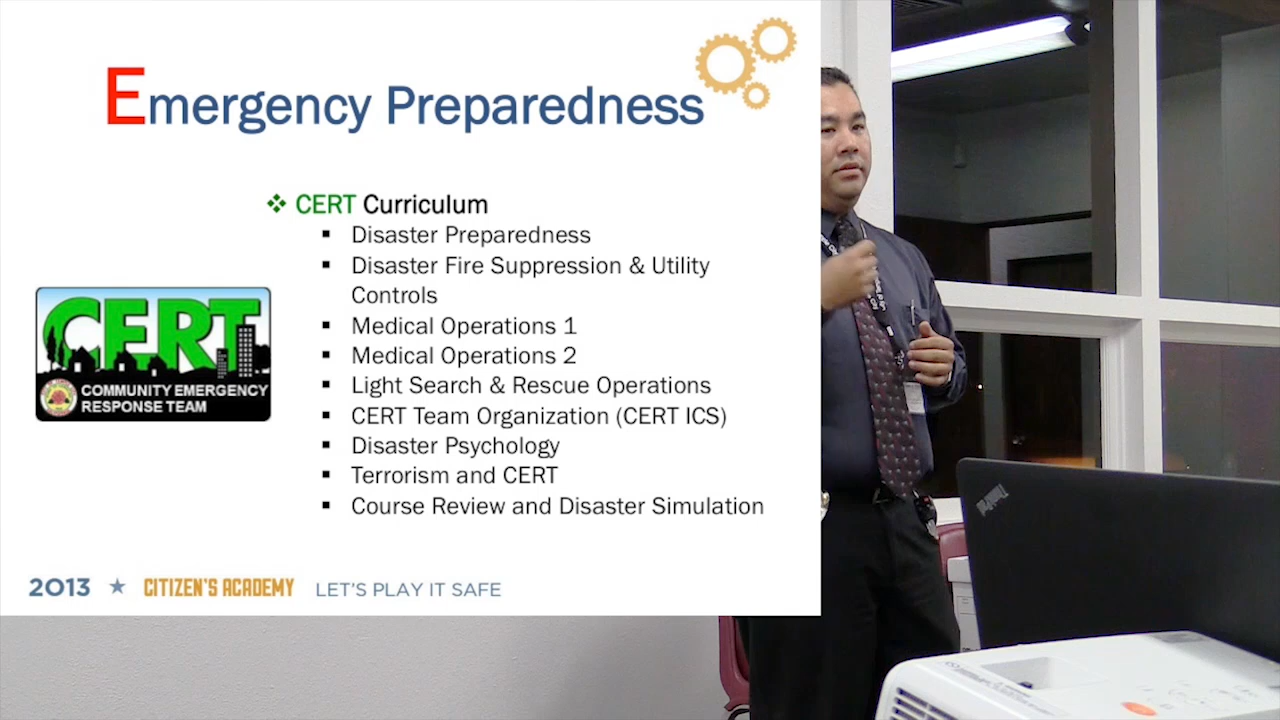 Emergency Preparedness
CERT Curriculum
Disaster Preparedness
Disaster Fire Suppression & Utility
Controls
Medical Operations 1
Medical Operations 2
Light Search & Rescue Operations
CERT Team Organization (CERT ICS)
Disaster Psychology
Terrorism and CERT
Course Review and Disaster Simulation
CERT
COMMUNITY EMERGENCY
RESPONSE TEAM
2013 ★ CITIZEN'S ACADEMY LET'S PLAY IT SAFE
ThinkPad